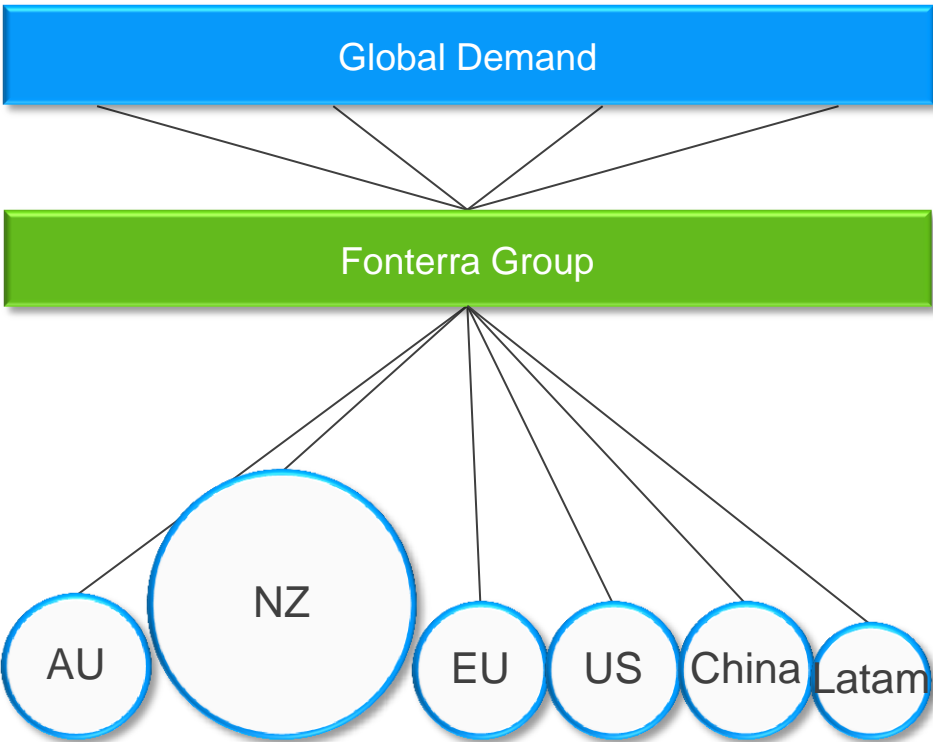 Global Demand
Fonterra Group
NZ
AU
EU
US
China
Latam